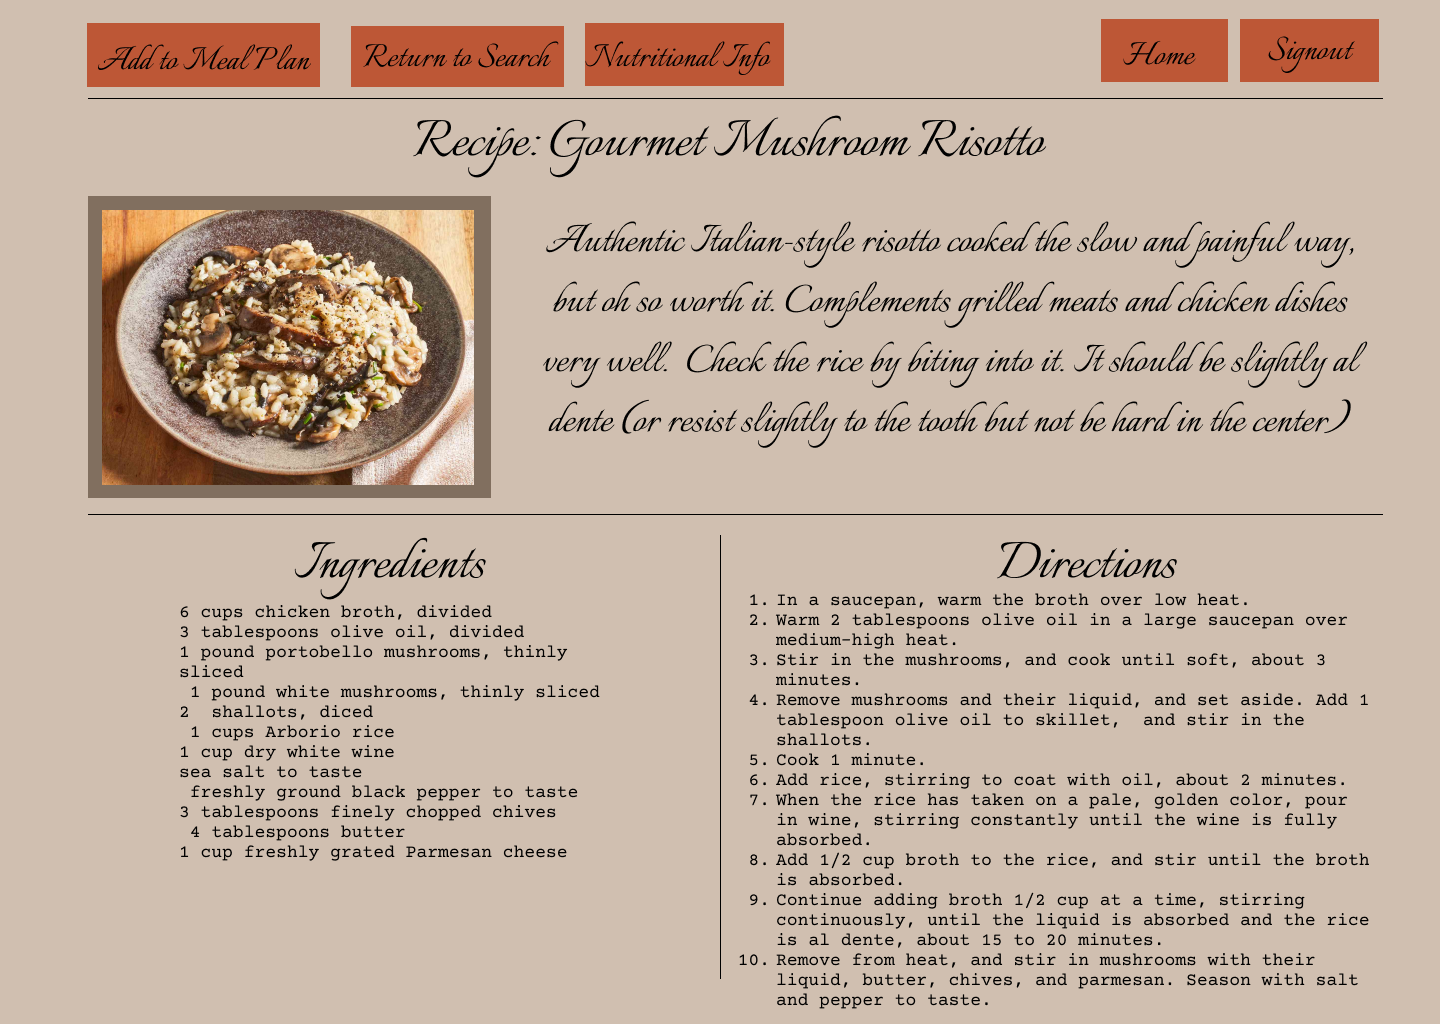 Add to Meal Plan
Return to Search
Nutritional Info
Home
Signout
Recipe: Gourmet Mushroom Risotto
Authentic Italian-style risotto cooked the slow and painful way,
but oh so worth it. Complements grilled meats and chicken dishes
very well.  Check the rice by biting into it. It should be slightly al
dente (or resist slightly to the tooth but not be hard in the center)
Ingredients
6 cups chicken broth, divided
3 tablespoons olive oil, divided
1 pound portobello mushrooms, thinly
sliced
1 pound white mushrooms, thinly sliced
2  shallots, diced
1 cups Arborio rice
1 cup dry white wine
sea salt to taste
freshly ground black pepper to taste
3 tablespoons finely chopped chives
4 tablespoons butter
1 cup freshly grated Parmesan cheese
Directions
1. In a saucepan, warm the broth over low heat.
2. Warm 2 tablespoons olive oil in a large saucepan over
medium-high heat.
3. Stir in the mushrooms, and cook until soft, about 3
minutes.
4. Remove mushrooms and their liquid, and set aside. Add 1
tablespoon olive oil to skillet,  and stir in the
shallots.
5. Cook 1 minute.
6. Add rice, stirring to coat with oil, about 2 minutes.
7. When the rice has taken on a pale, golden color, pour
in wine, stirring constantly until the wine is fully
absorbed.
8. Add 1/2 cup broth to the rice, and stir until the broth
is absorbed.
9. Continue adding broth 1/2 cup at a time, stirring
continuously, until the liquid is absorbed and the rice
is al dente, about 15 to 20 minutes.
10. Remove from heat, and stir in mushrooms with their
liquid, butter, chives, and parmesan. Season with salt
and pepper to taste.